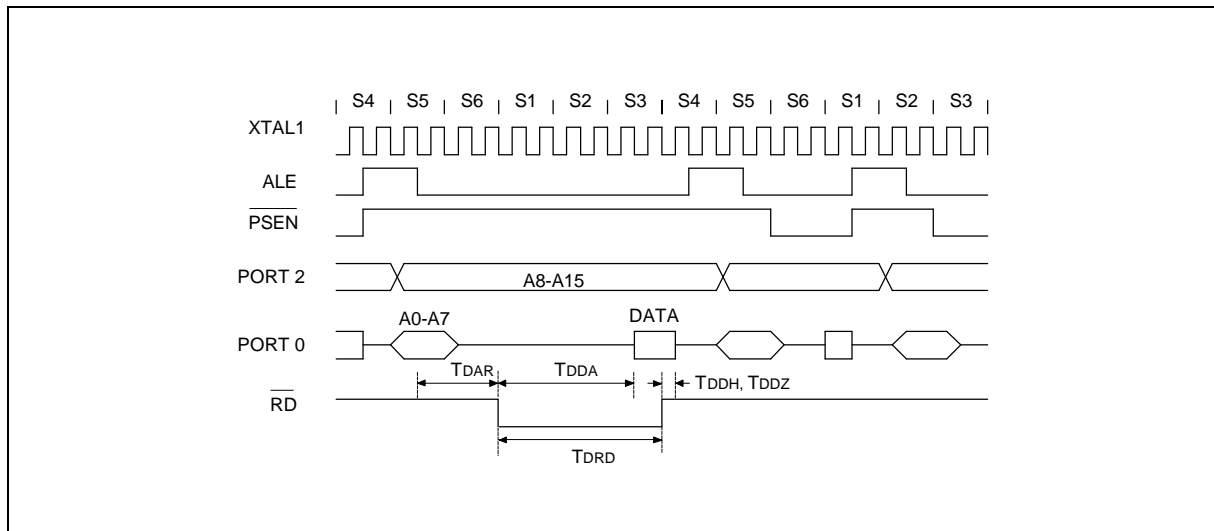 S4 S5 S6 S1 S2 S3 S4 S5 S6 S1 S2 S3
XTAL1
ALE
PSEN
PORT 2
A8-A15
A0-A7
DATA
PORT 0
TDAR
TDDA
TDDH, TDDZ
RD
TDRD